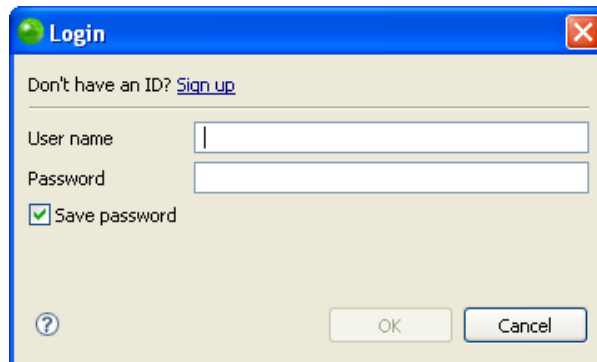 Login
Don't have an ID? Sign up
User name
Password
Save password
OK Cancel